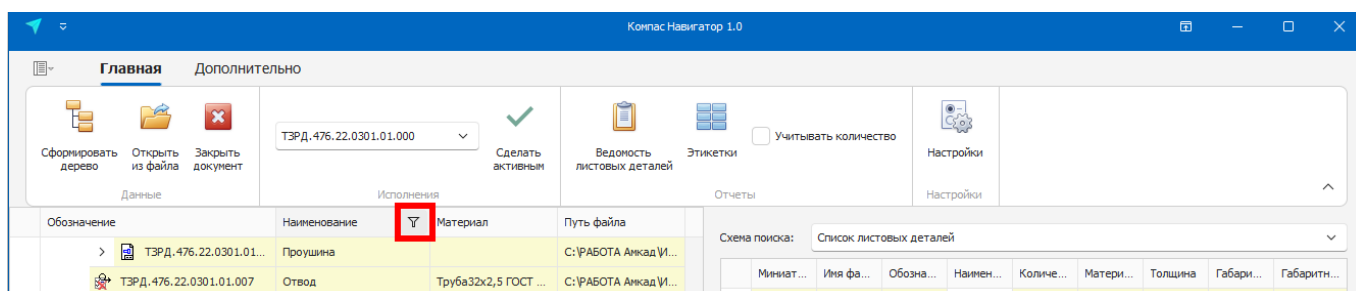 Компас Навигатор 1.0
Главная Дополнительно
Сформировать дерево
Открыть из файла
Закрыть документ
Данные
ТЗРД.476.22.0301.01.000
Сделать активным
Исполнения
Ведомость листовых деталей
Этикетки
Учитывать количество
Отчеты
Настройки
Настройки
Обозначение Наименование Материал Путь файла
ТЗРД.476.22.0301.01... Проушина C:\РАБОТА Амкад\И...
ТЗРД.476.22.0301.01.007 Отвод Труба32х2,5 ГОСТ ... C:\РАБОТА Амкад\И...
Схема поиска: Список листовых деталей
Миниат... Имя фа... Обозна... Наимен... Количе... Матери... Толщина Габари... Габаритн...